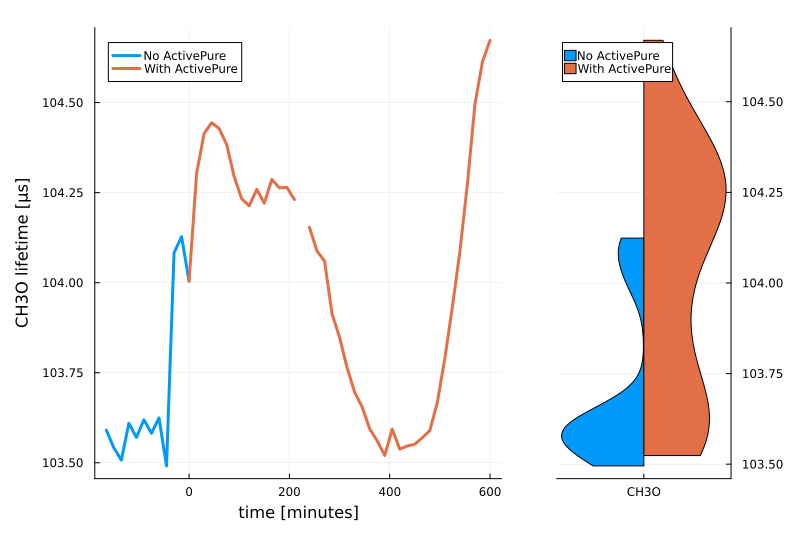 No ActivePure
With ActivePure
104.50
104.25
104.00
103.75
103.50
CH3O lifetime [μs]
0
200
400
600
time [minutes]
No ActivePure
With ActivePure
104.50
104.25
104.00
103.75
103.50
CH3O